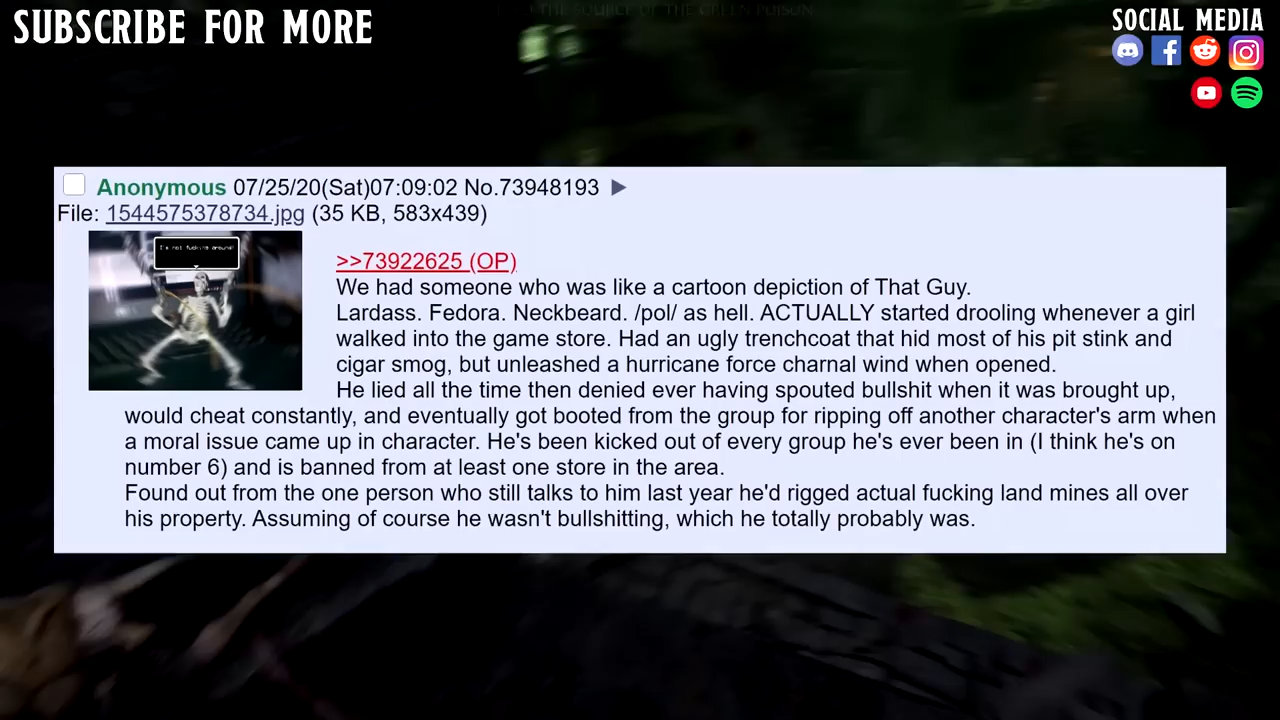 THE SOURCE OF THE GREEN POISON
SUBSCRIBE FOR MORE
SOCIAL MEDIA
Anonymous 07/25/20(Sat)07:09:02 No.73948193 ▶
File: 1544575378734.jpg (35 KB, 583x439)
I'm not fucking around!
>>73922625 (OP)
We had someone who was like a cartoon depiction of That Guy.
Lardass. Fedora. Neckbeard. /pol/ as hell. ACTUALLY started drooling whenever a girl
walked into the game store. Had an ugly trenchcoat that hid most of his pit stink and
cigar smog, but unleashed a hurricane force charnal wind when opened.
He lied all the time then denied ever having spouted bullshit when it was brought up,
would cheat constantly, and eventually got booted from the group for ripping off another character's arm when
a moral issue came up in character. He's been kicked out of every group he's ever been in (I think he's on
number 6) and is banned from at least one store in the area.
Found out from the one person who still talks to him last year he'd rigged actual fucking land mines all over
his property. Assuming of course he wasn't bullshitting, which he totally probably was.